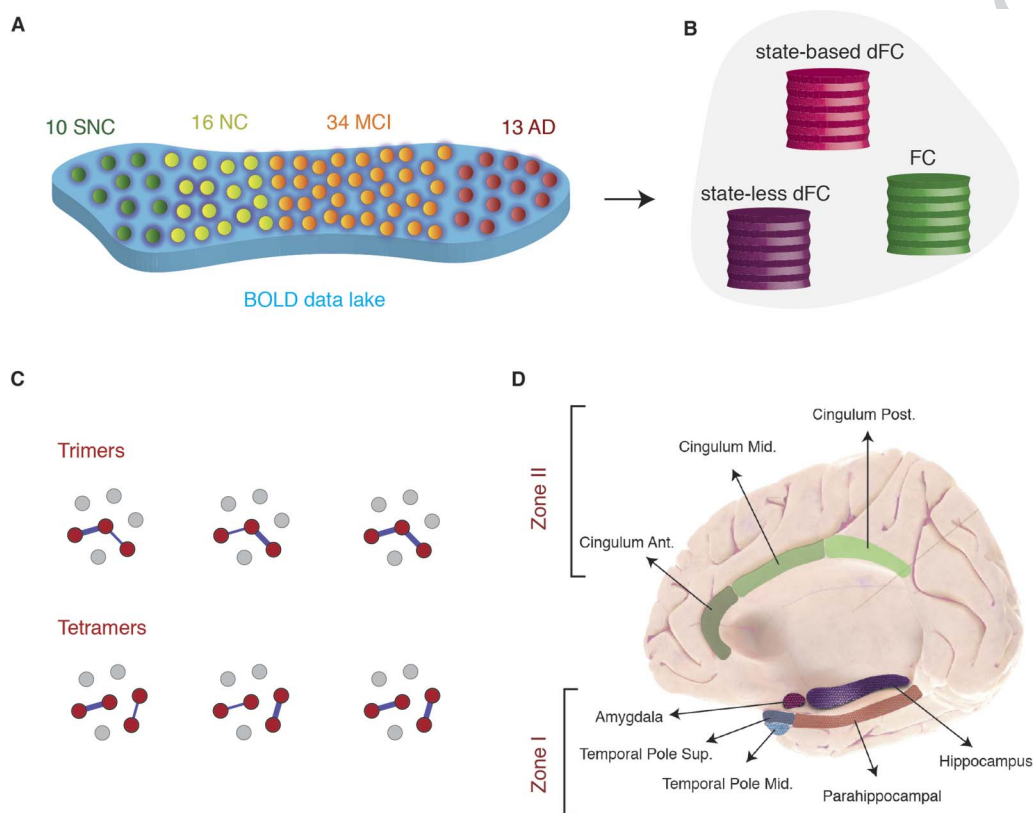 A
10 SNC
16 NC
34 MCI
13 AD
BOLD data lake
B
state-based dFC
FC
state-less dFC
C
Trimers
Tetramers
D
Zone II
Cingulum Post.
Cingulum Mid.
Cingulum Ant.
Zone I
Amygdala
Temporal Pole Sup.
Temporal Pole Mid.
Hippocampus
Parahippocampal